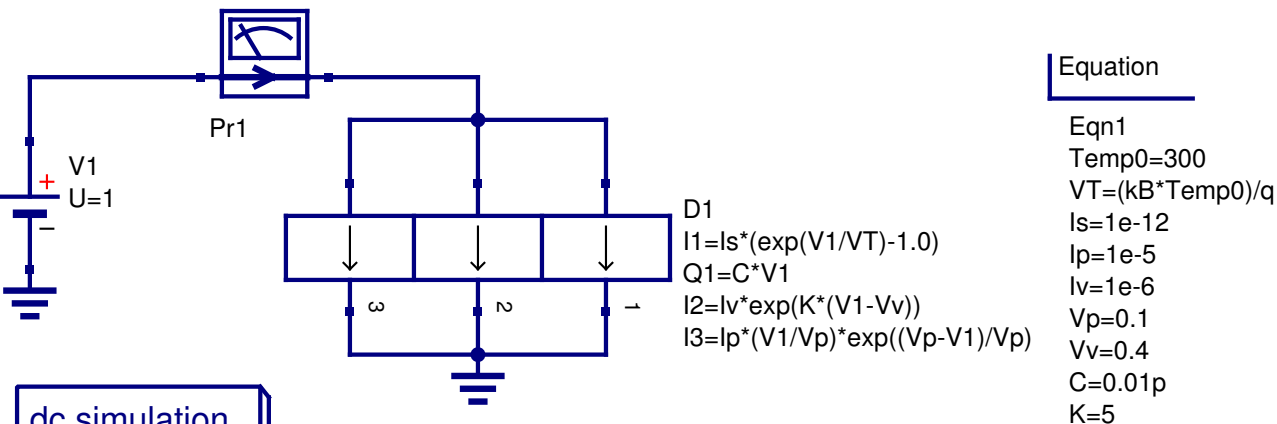 Pr1
V1
U=1
+
–
D1
I1=Is*(exp(V1/VT)-1.0)
Q1=C*V1
I2=Iv*exp(K*(V1-Vv))
I3=Ip*(V1/Vp)*exp((Vp-V1)/Vp)
3
2
1
Equation
Eqn1
Temp0=300
VT=(kB*Temp0)/q
Is=1e-12
Ip=1e-5
Iv=1e-6
Vp=0.1
Vv=0.4
C=0.01p
K=5
dc simulation